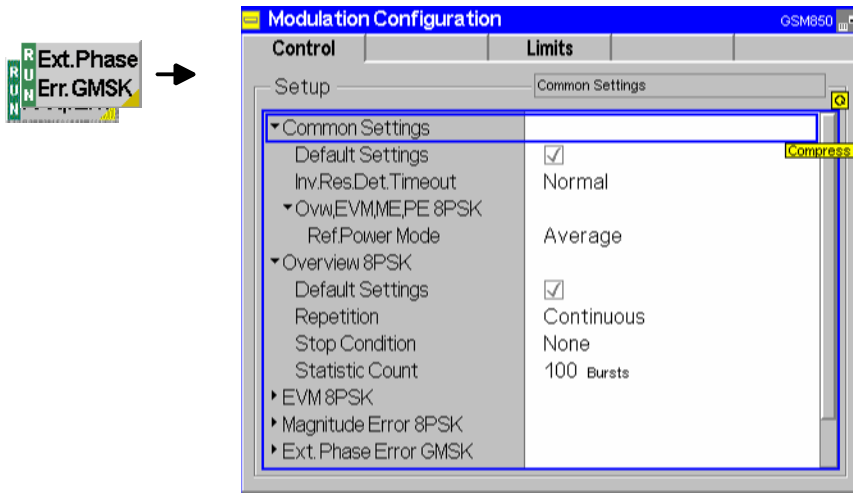 RUN Ext.Phase
RUN Err.GMSK
Modulation Configuration GSM850
Control Limits
Setup Common Settings
Common Settings
Compress
Default Settings
Inv.Res.Det.Timeout Normal
Ovw,EVM,ME,PE 8PSK
Ref.Power Mode Average
Overview 8PSK
Default Settings
Repetition Continuous
Stop Condition None
Statistic Count 100 Bursts
EVM 8PSK
Magnitude Error 8PSK
Ext. Phase Error GMSK